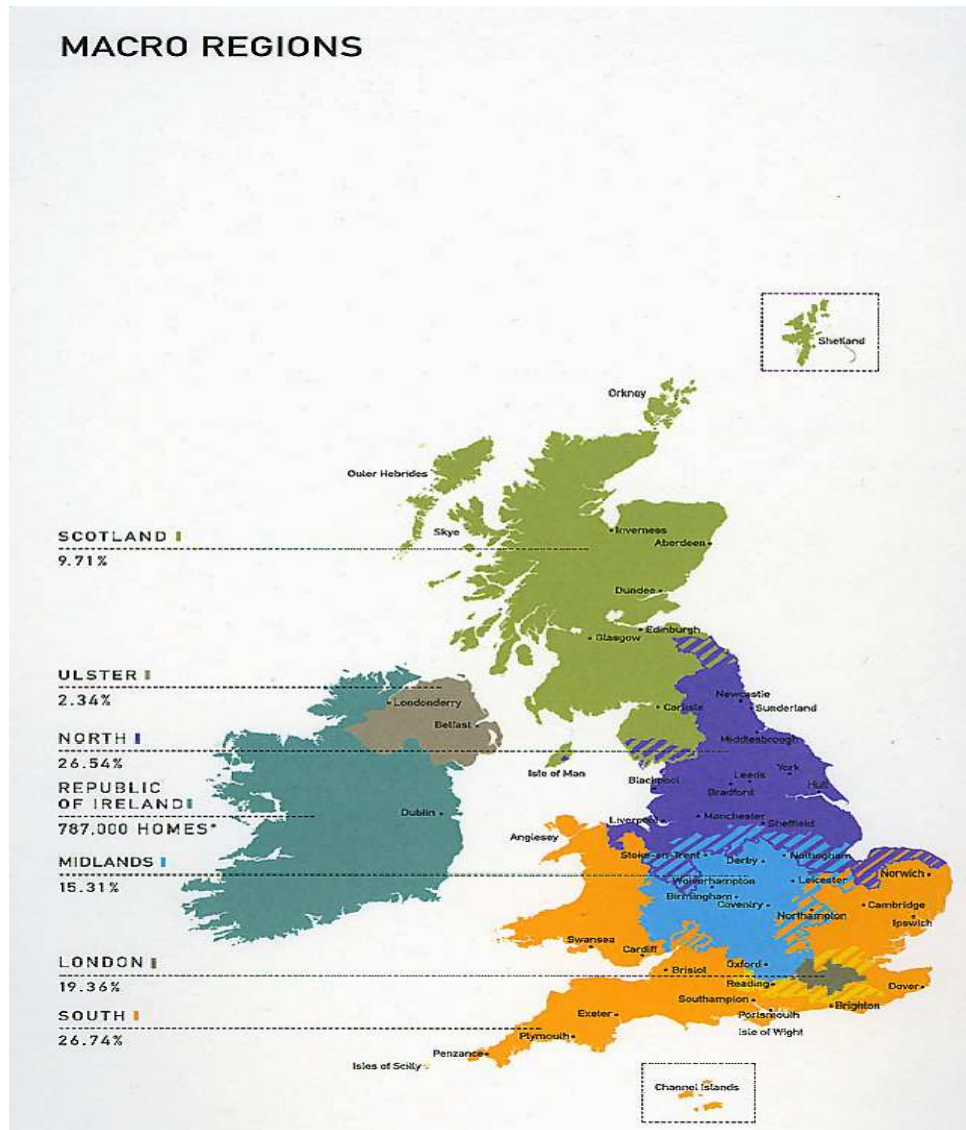 MACRO REGIONS
Shetland
Orkney
Outer Hebrides
Skye
Inverness
Aberdeen
SCOTLAND
9.71%
Dundee
Edinburgh
Glasgow
ULSTER
2.34%
Londonderry
Belfast
Newcastle
Sunderland
Carlisle
NORTH
26.54%
Middlesbrough
Isle of Man
Blackpool
Leeds
York
Bradford
Hull
REPUBLIC
OF IRELAND
787,000 HOMES*
Dublin
Liverpool
Manchester
Sheffield
Anglesey
MIDLANDS
15.31%
Stoke-on-Trent
Derby
Nottingham
Wolverhampton
Leicester
Norwich
Birmingham
Coventry
Northampton
Cambridge
Ipswich
Swansea
Cardiff
LONDON
19.36%
Oxford
Bristol
Reading
Dover
SOUTH
26.74%
Southampton
Brighton
Portsmouth
Exeter
Isle of Wight
Plymouth
Penzance
Isles of Scilly
Channel Islands